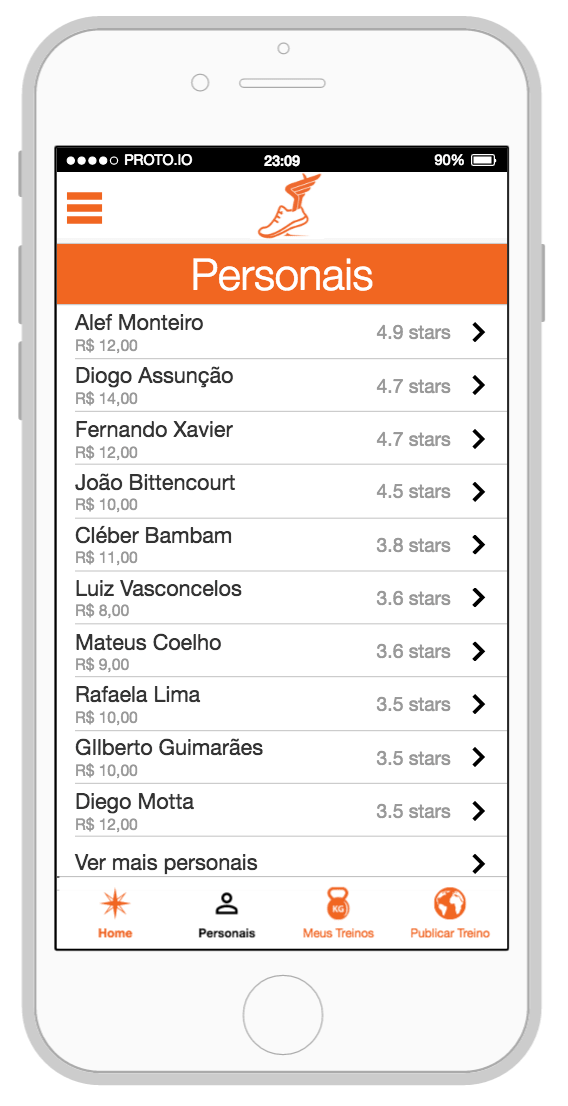 PROTO.IO 23:09 90%
Personais
Alef Monteiro
R$ 12,00
4.9 stars
Diogo Assunção
R$ 14,00
4.7 stars
Fernando Xavier
R$ 12,00
4.7 stars
João Bittencourt
R$ 10,00
4.5 stars
Cléber Bambam
R$ 11,00
3.8 stars
Luiz Vasconcelos
R$ 8,00
3.6 stars
Mateus Coelho
R$ 9,00
3.6 stars
Rafaela Lima
R$ 10,00
3.5 stars
GIlberto Guimarães
R$ 10,00
3.5 stars
Diego Motta
R$ 12,00
3.5 stars
Ver mais personais
KG
Home Personais Meus Treinos Publicar Treino